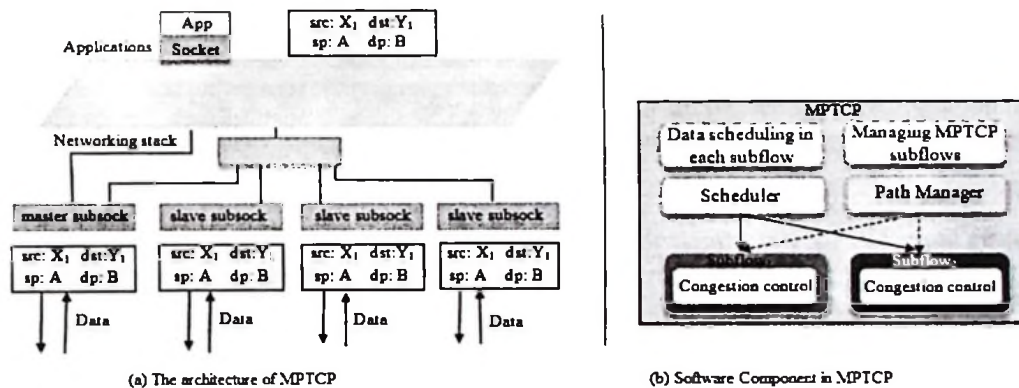 App
Applications
Socket
src: X₁ dst:Y₁
sp: A dp: B
Networking stack
master subsock
slave subsock
slave subsock
slave subsock
src: X₁ dst:Y₁
sp: A dp: B
src: X₁ dst:Y₁
sp: A dp: B
src: X₁ dst:Y₁
sp: A dp: B
src: X₁ dst:Y₁
sp: A dp: B
Data
Data
Data
Data
(a) The architecture of MPTCP
MPTCP
Data scheduling in
each subflow
Managing MPTCP
subflows
Scheduler
Path Manager
Subflow
Subflow
Congestion control
Congestion control
(b) Software Component in MPTCP